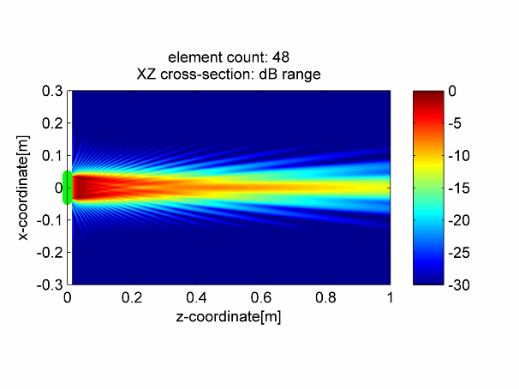 element count: 48
XZ cross-section: dB range
0.3
0.2
0.1
0
-0.1
-0.2
-0.3
x-coordinate[m]
0 0.2 0.4 0.6 0.8 1
z-coordinate[m]
0
-5
-10
-15
-20
-25
-30